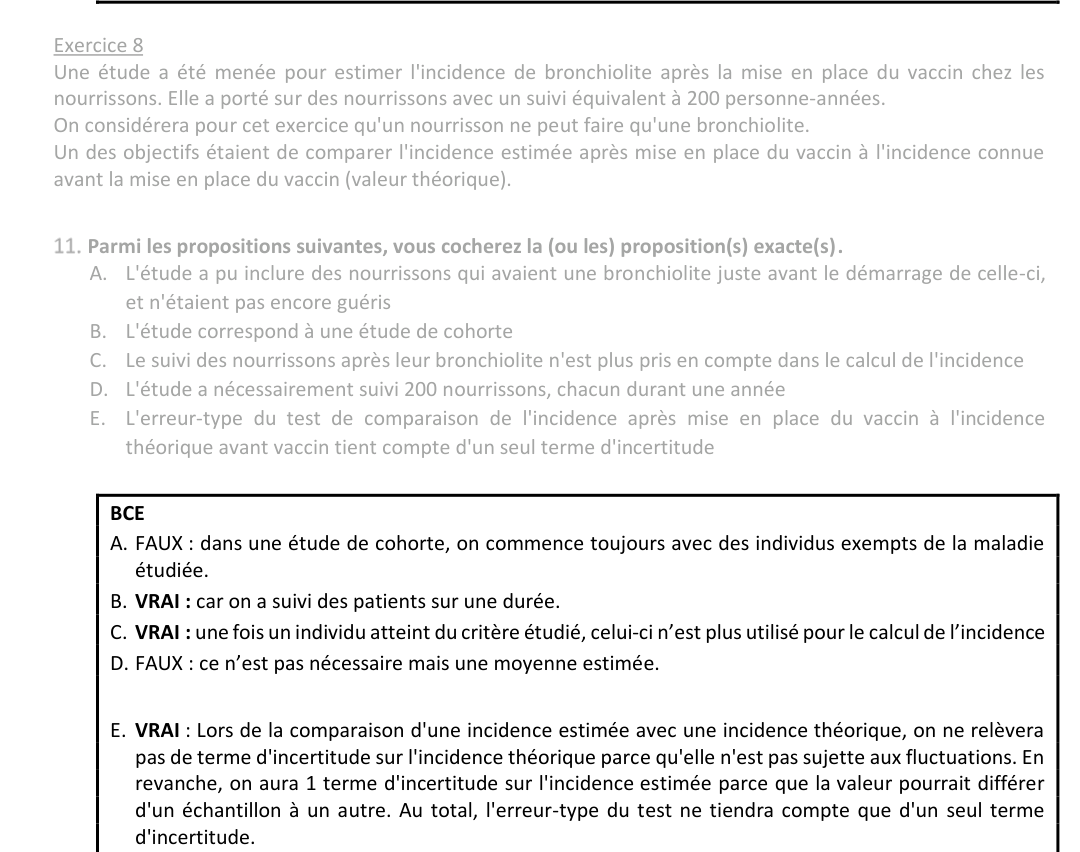 Exercice 8
Une étude a été menée pour estimer l'incidence de bronchiolite après la mise en place du vaccin chez les
nourrissons. Elle a porté sur des nourrissons avec un suivi équivalent à 200 personne-années.
On considérera pour cet exercice qu'un nourrisson ne peut faire qu'une bronchiolite.
Un des objectifs étaient de comparer l'incidence estimée après mise en place du vaccin à l'incidence connue
avant la mise en place du vaccin (valeur théorique).
11. Parmi les propositions suivantes, vous cocherez la (ou les) proposition(s) exacte(s).
A. L'étude a pu inclure des nourrissons qui avaient une bronchiolite juste avant le démarrage de celle-ci,
et n'étaient pas encore guéris
B. L'étude correspond à une étude de cohorte
C. Le suivi des nourrissons après leur bronchiolite n'est plus pris en compte dans le calcul de l'incidence
D. L'étude a nécessairement suivi 200 nourrissons, chacun durant une année
E. L'erreur-type du test de comparaison de l'incidence après mise en place du vaccin à l'incidence
théorique avant vaccin tient compte d'un seul terme d'incertitude
BCE
A. FAUX : dans une étude de cohorte, on commence toujours avec des individus exempts de la maladie
étudiée.
B. VRAI : car on a suivi des patients sur une durée.
C. VRAI : une fois un individu atteint du critère étudié, celui-ci n’est plus utilisé pour le calcul de l’incidence
D. FAUX : ce n’est pas nécessaire mais une moyenne estimée.
E. VRAI : Lors de la comparaison d'une incidence estimée avec une incidence théorique, on ne relèvera
pas de terme d'incertitude sur l'incidence théorique parce qu'elle n'est pas sujette aux fluctuations. En
revanche, on aura 1 terme d'incertitude sur l'incidence estimée parce que la valeur pourrait différer
d'un échantillon à un autre. Au total, l'erreur-type du test ne tiendra compte que d'un seul terme
d'incertitude.